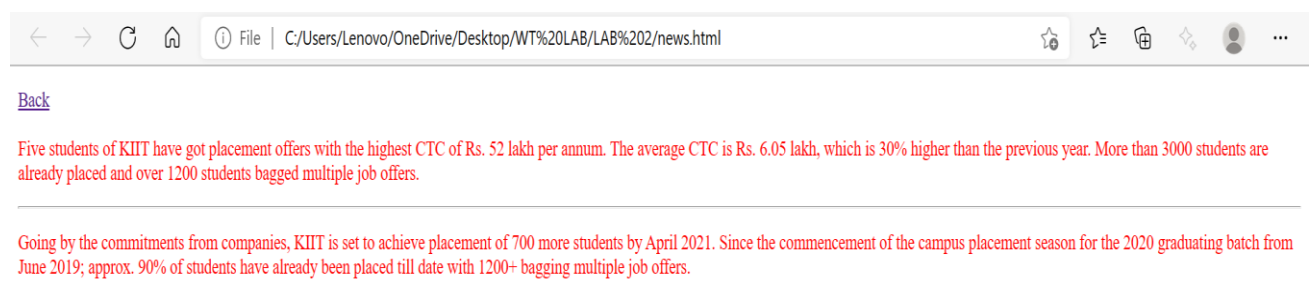 File | C:/Users/Lenovo/OneDrive/Desktop/WT%20LAB/LAB%202/news.html
Back
Five students of KIIT have got placement offers with the highest CTC of Rs. 52 lakh per annum. The average CTC is Rs. 6.05 lakh, which is 30% higher than the previous year. More than 3000 students are
already placed and over 1200 students bagged multiple job offers.
Going by the commitments from companies, KIIT is set to achieve placement of 700 more students by April 2021. Since the commencement of the campus placement season for the 2020 graduating batch from
June 2019; approx. 90% of students have already been placed till date with 1200+ bagging multiple job offers.